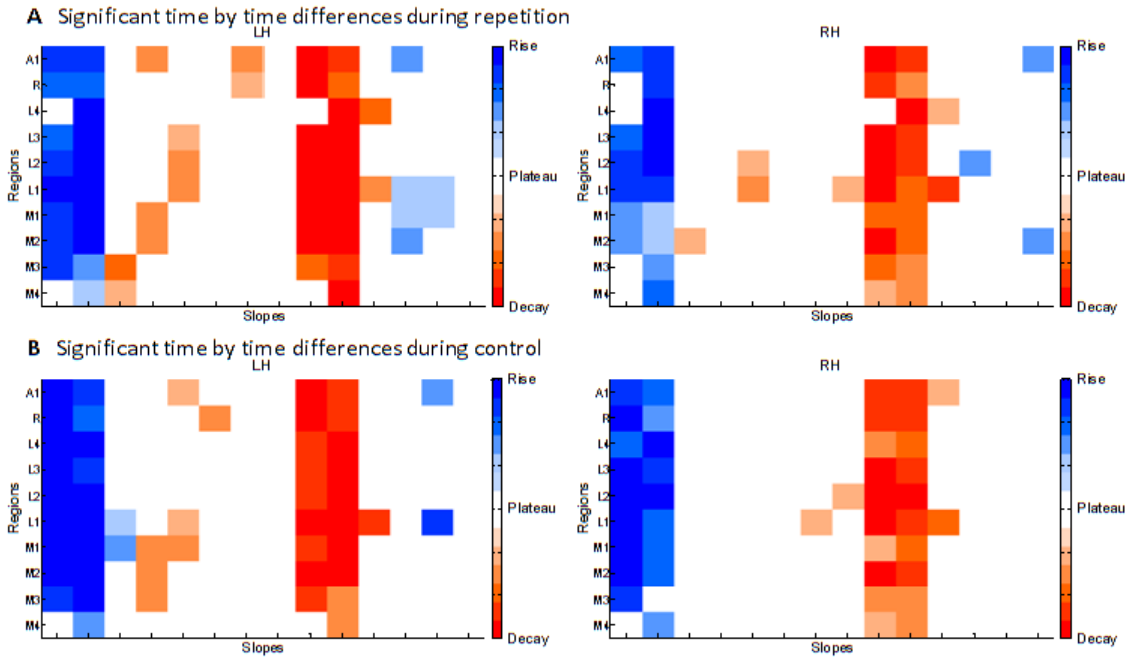 A Significant time by time differences during repetition
LH
RH
A1
R
L4
L3
L2
L1
M1
M2
M3
M4
Regions
Slopes
Rise
Plateau
Decay
A1
R
L4
L3
L2
L1
M1
M2
M3
M4
Regions
Slopes
Rise
Plateau
Decay
B Significant time by time differences during control
LH
RH
A1
R
L4
L3
L2
L1
M1
M2
M3
M4
Regions
Slopes
Rise
Plateau
Decay
A1
R
L4
L3
L2
L1
M1
M2
M3
M4
Regions
Slopes
Rise
Plateau
Decay